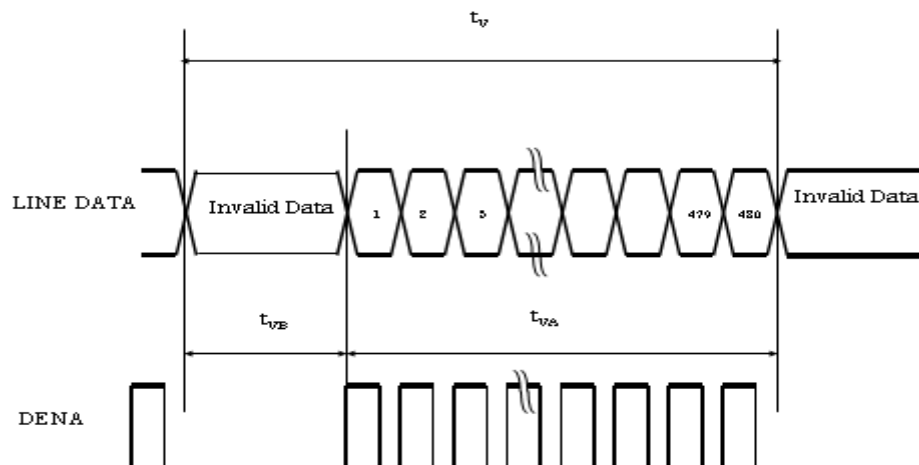 tV
LINE DATA
Invalid Data
1 2 3 479 480
Invalid Data
tVB
tVA
DENA